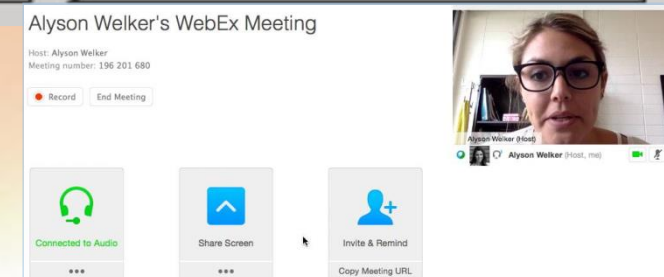 Alyson Welker's WebEx Meeting
Host: Alyson Welker
Meeting number: 196 201 680
Record End Meeting
Alyson Welker (Host)
Alyson Welker (Host, me)
Connected to Audio Share Screen Invite & Remind
Copy Meeting URL